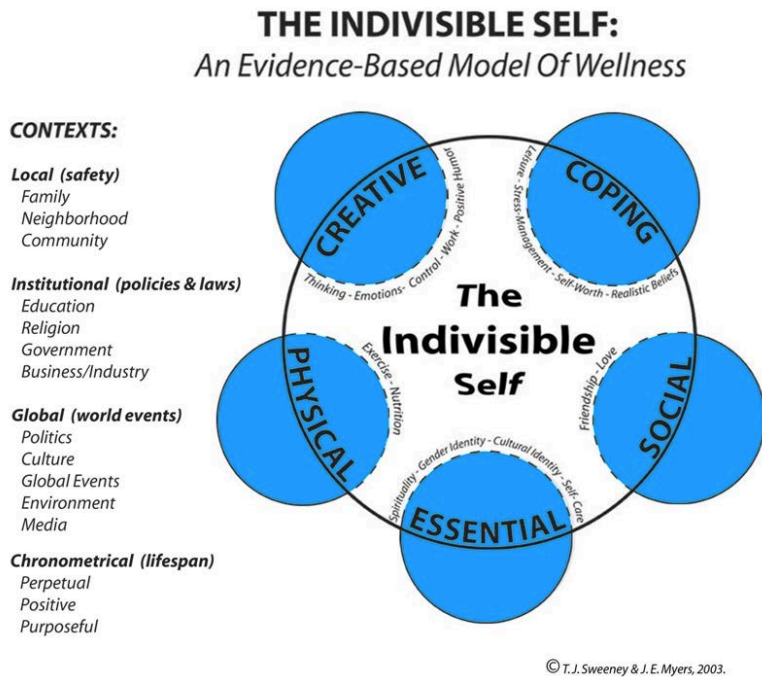 THE INDIVISIBLE SELF:
An Evidence-Based Model Of Wellness
CONTEXTS:
Local (safety)
Family
Neighborhood
Community
Institutional (policies & laws)
Education
Religion
Government
Business/Industry
Global (world events)
Politics
Culture
Global Events
Environment
Media
Chronometrical (lifespan)
Perpetual
Positive
Purposeful
CREATIVE
Thinking - Emotions- Control - Work - Positive Humor
COPING
Leisure - Stress-Management - Self-Worth - Realistic Beliefs
The
Indivisible
Self
PHYSICAL
Exercise - Nutrition
SOCIAL
Friendship - Love
ESSENTIAL
Spirituality - Gender Identity - Cultural Identity - Self- Care
© T. J. Sweeney & J. E. Myers, 2003.